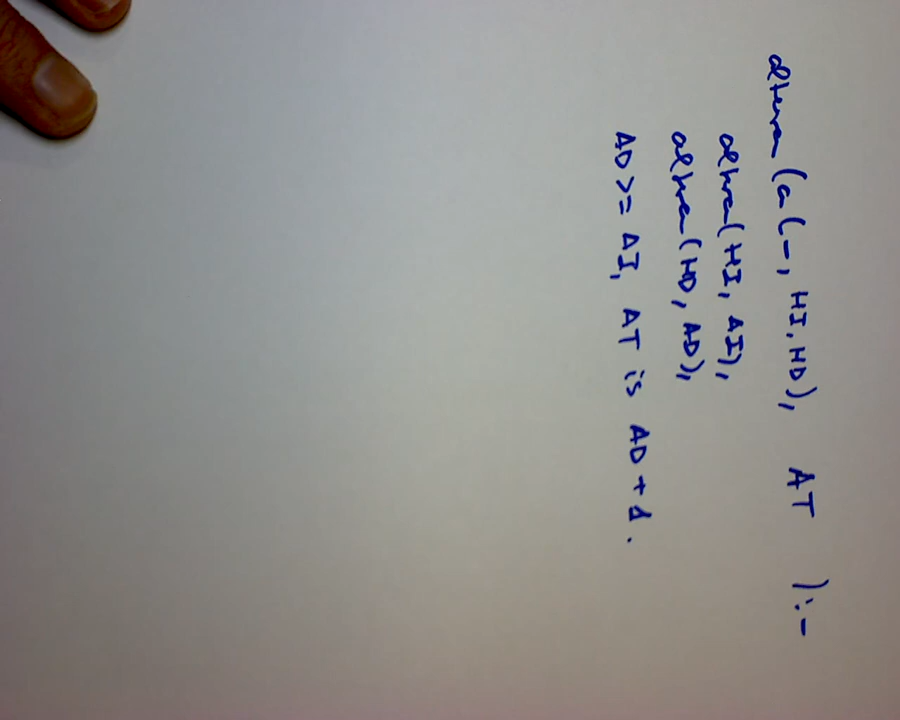 altura(a(_, HI, HD), AT ):-
altura(HI, AI),
altura(HD, AD),
AD >= AI, AT is AD + 1.